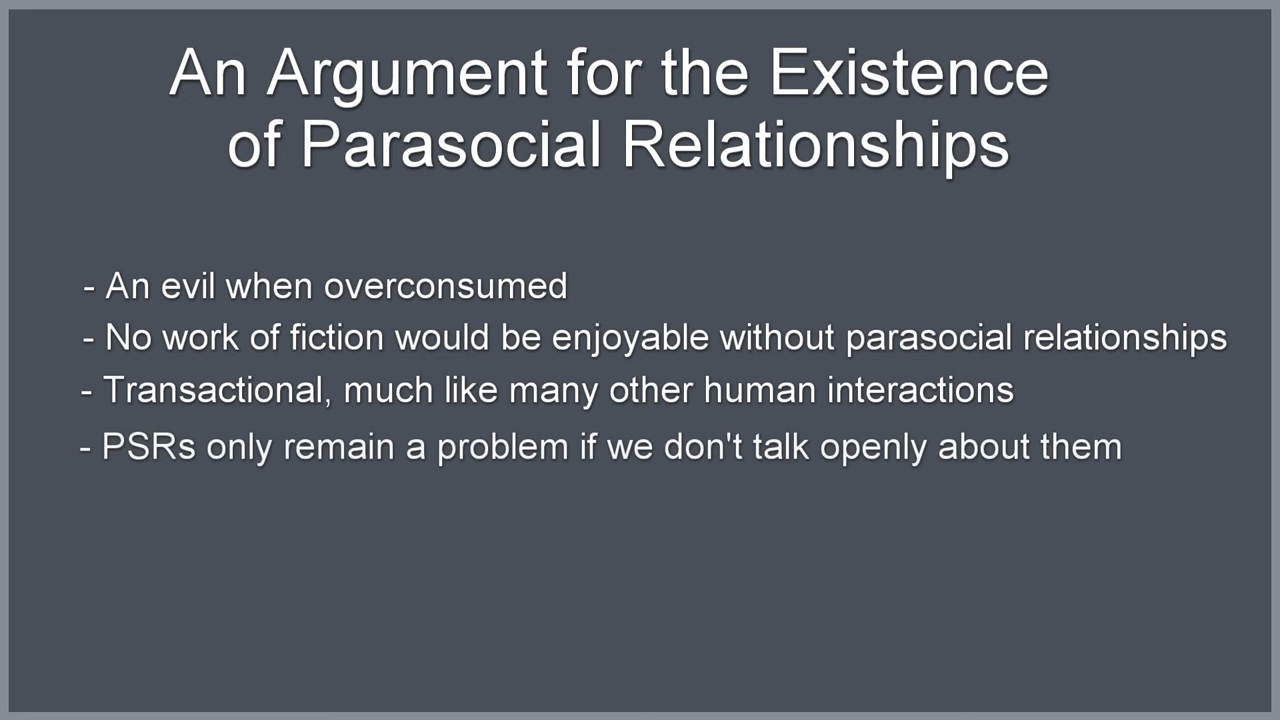 An Argument for the Existence
of Parasocial Relationships
- An evil when overconsumed
- No work of fiction would be enjoyable without parasocial relationships
- Transactional, much like many other human interactions
- PSRs only remain a problem if we don't talk openly about them